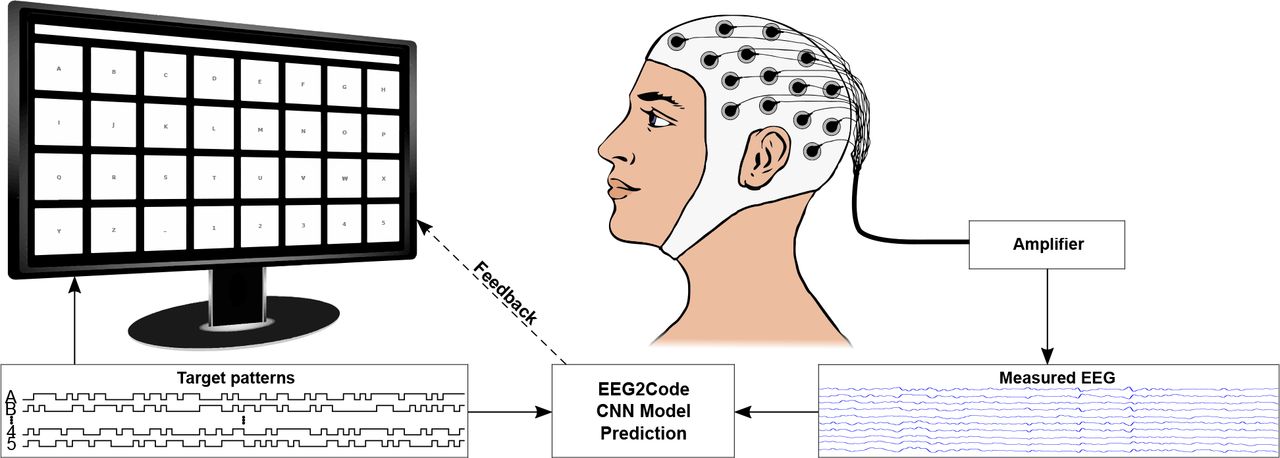 A B C D E F G H
I J K L M N O P
Q R S T U V W X
Y Z _ 1 2 3 4 5
Amplifier
Feedback
Target patterns
A
B
4
5
EEG2Code
CNN Model
Prediction
Measured EEG